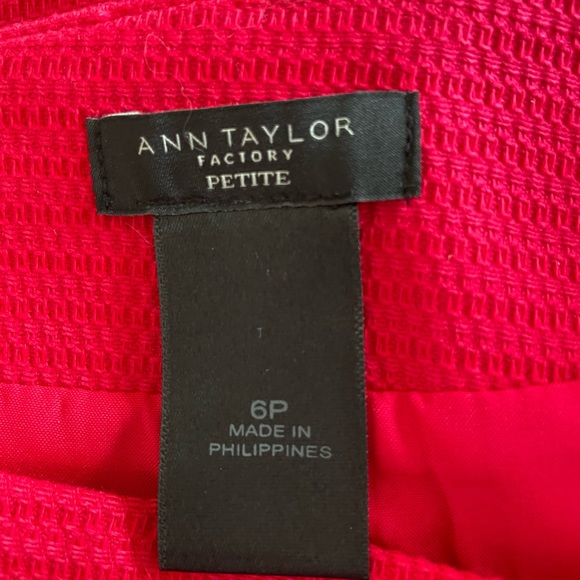 ANN TAYLOR
FACTORY
PETITE
6P
MADE IN
PHILIPPINES